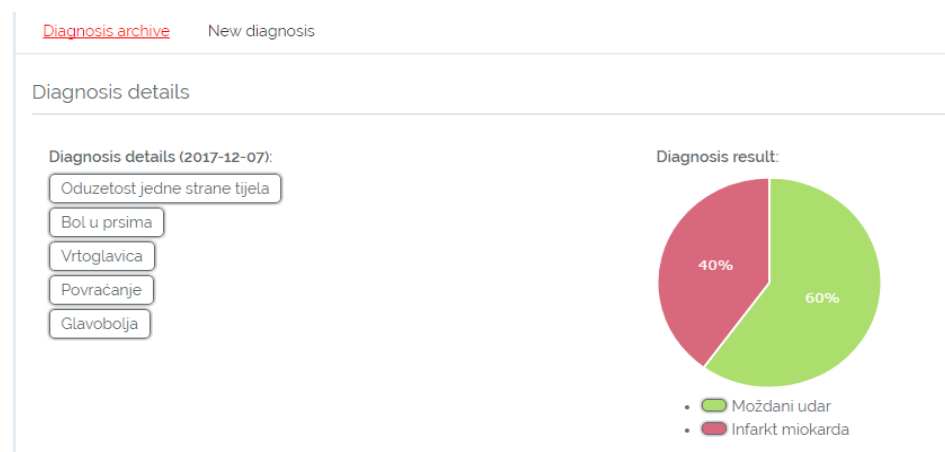 Diagnosis archive New diagnosis
Diagnosis details
Diagnosis details (2017-12-07):
Oduzetost jedne strane tijela
Bol u prsima
Vrtoglavica
Povraćanje
Glavobolja
Diagnosis result:
40%
60%
Moždani udar
Infarkt miokarda